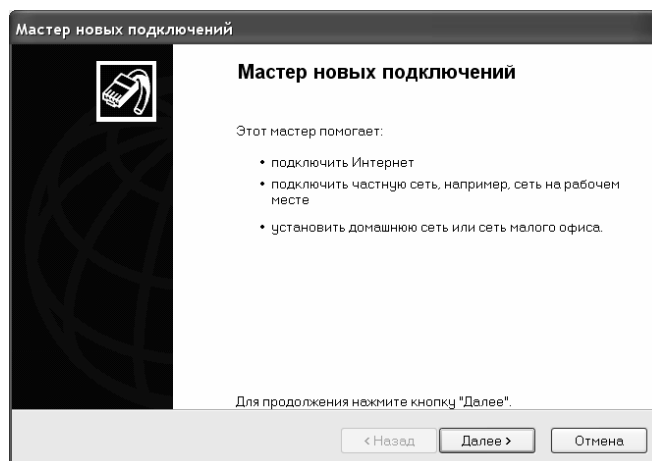 Мастер новых подключений
Мастер новых подключений
Этот мастер помогает:
• подключить Интернет
• подключить частную сеть, например, сеть на рабочем
месте
• установить домашнюю сеть или сеть малого офиса.
Для продолжения нажмите кнопку "Далее".
< Назад Далее > Отмена